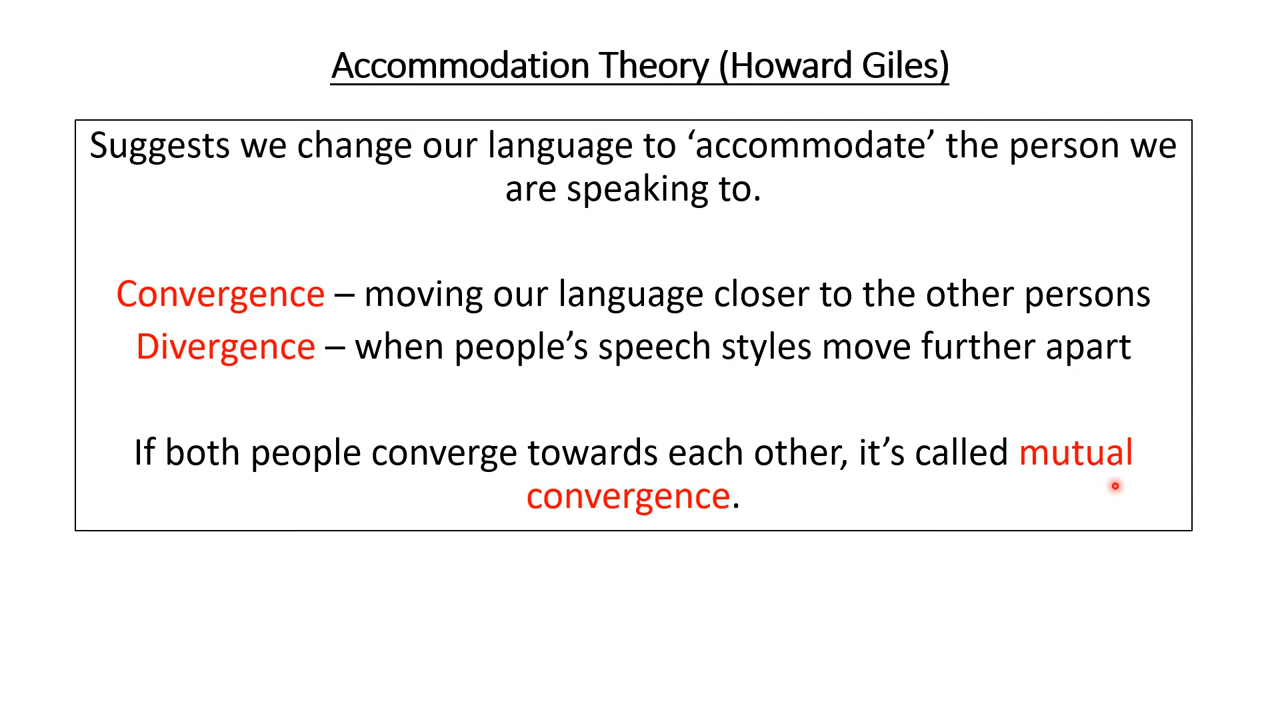 Accommodation Theory (Howard Giles)
Suggests we change our language to ‘accommodate’ the person we
are speaking to.
Convergence – moving our language closer to the other persons
Divergence – when people’s speech styles move further apart
If both people converge towards each other, it’s called mutual
convergence.